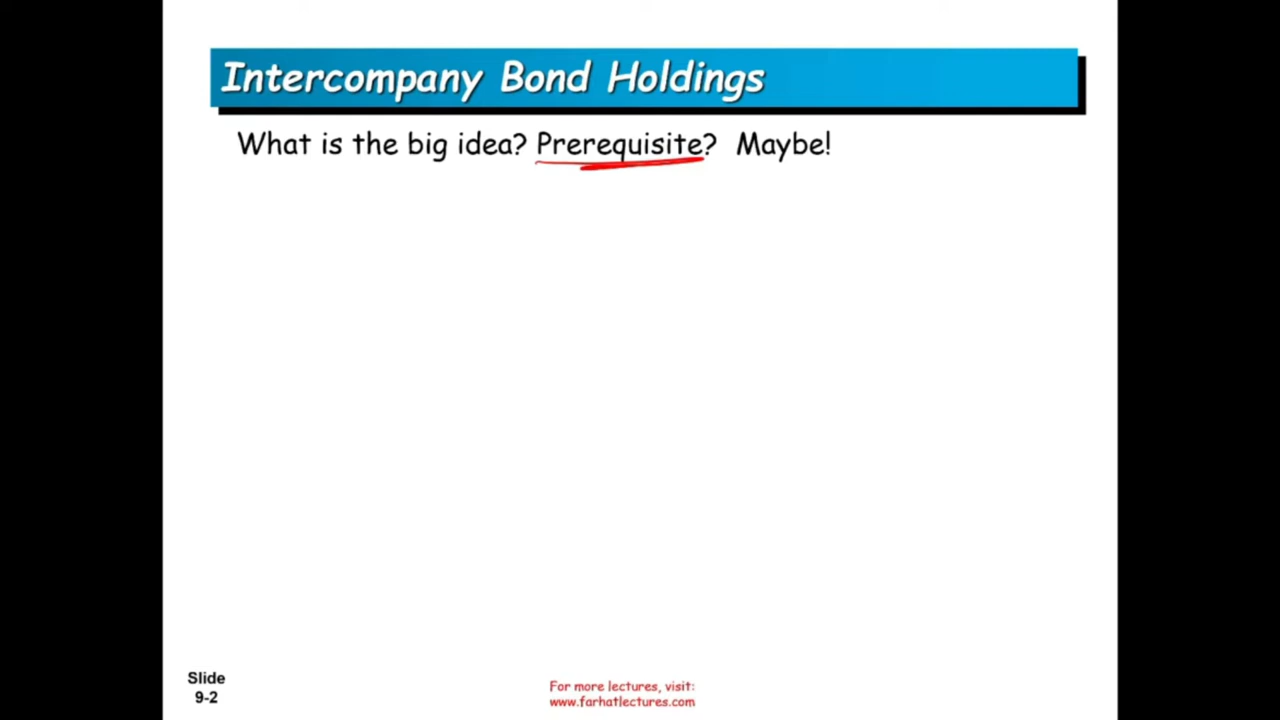 Intercompany Bond Holdings
What is the big idea? Prerequisite? Maybe!
Slide
9-2
For more lectures, visit:
www.farhatlectures.com